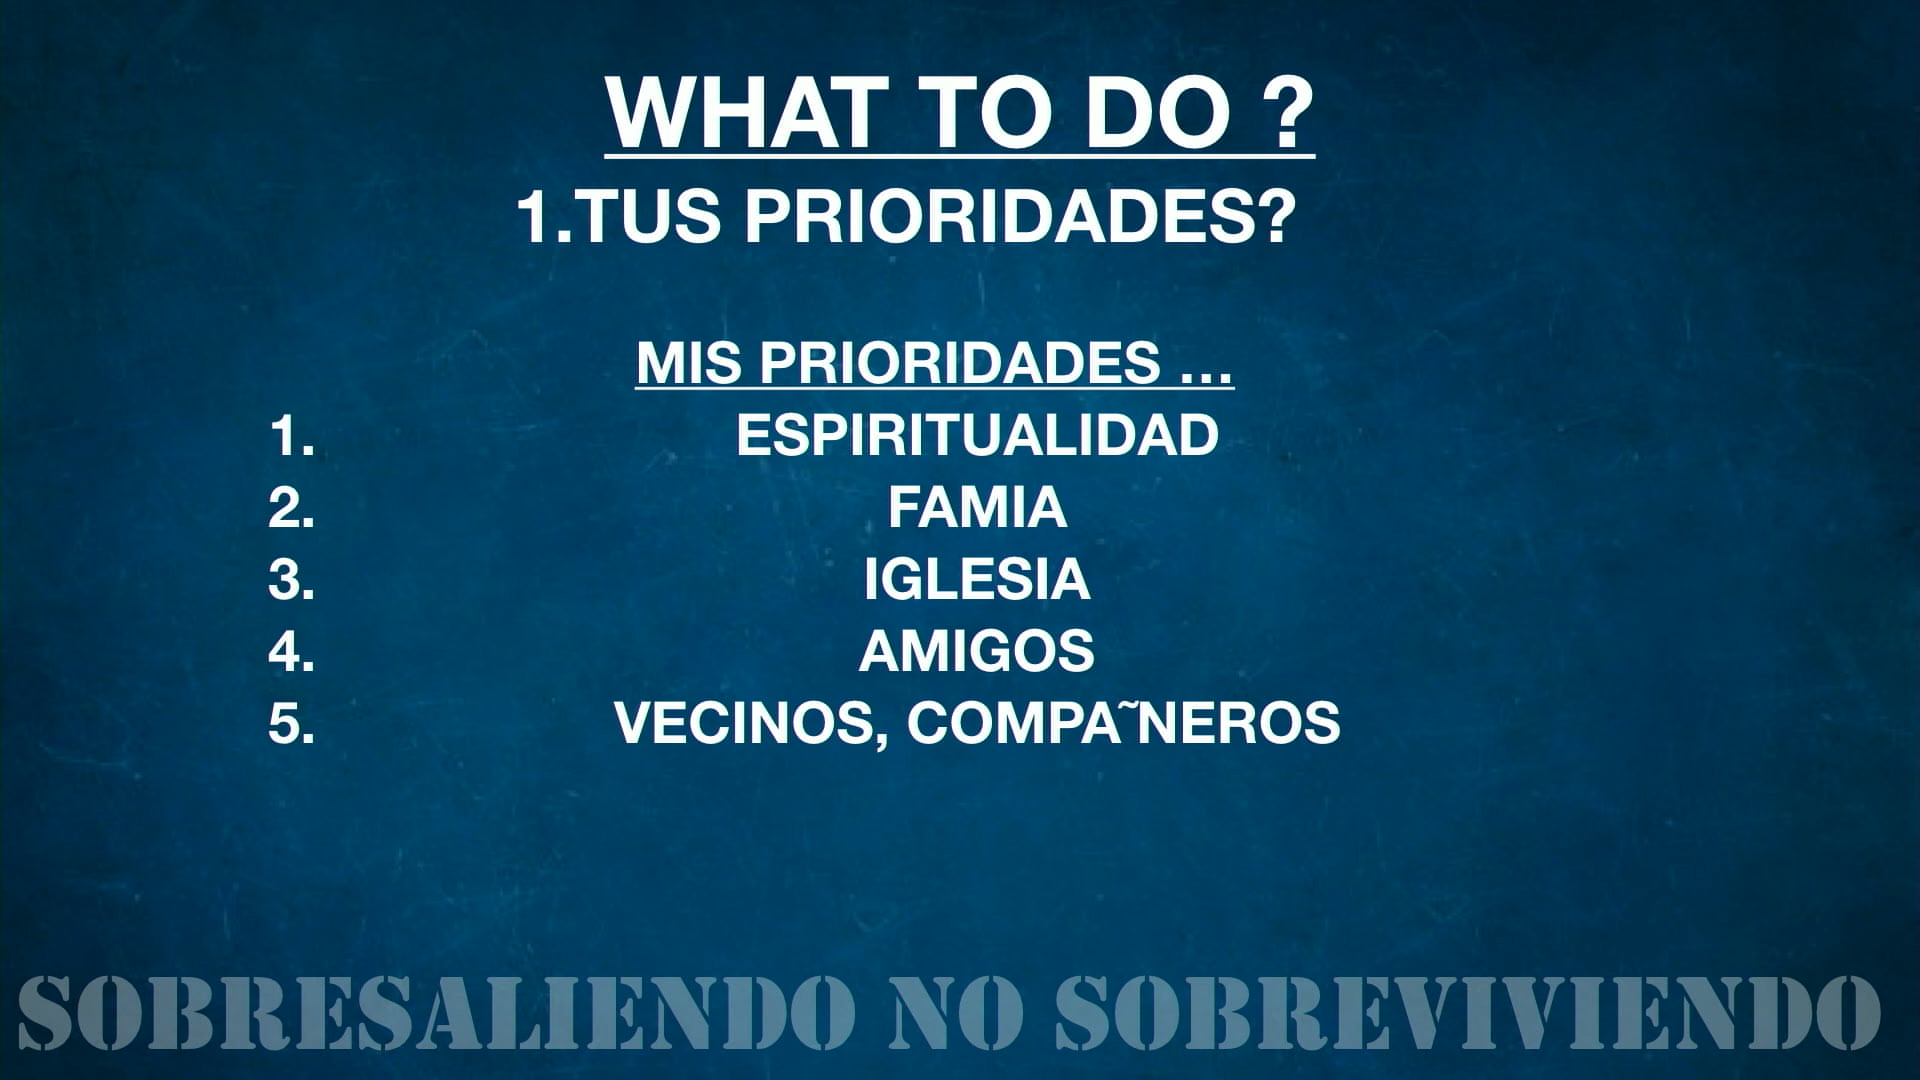 WHAT TO DO ?
1.TUS PRIORIDADES?
MIS PRIORIDADES ...
1. ESPIRITUALIDAD
2. FAMIA
3. IGLESIA
4. AMIGOS
5. VECINOS, COMPA˜NEROS
SOBRESALIENDO NO SOBREVIVIENDO